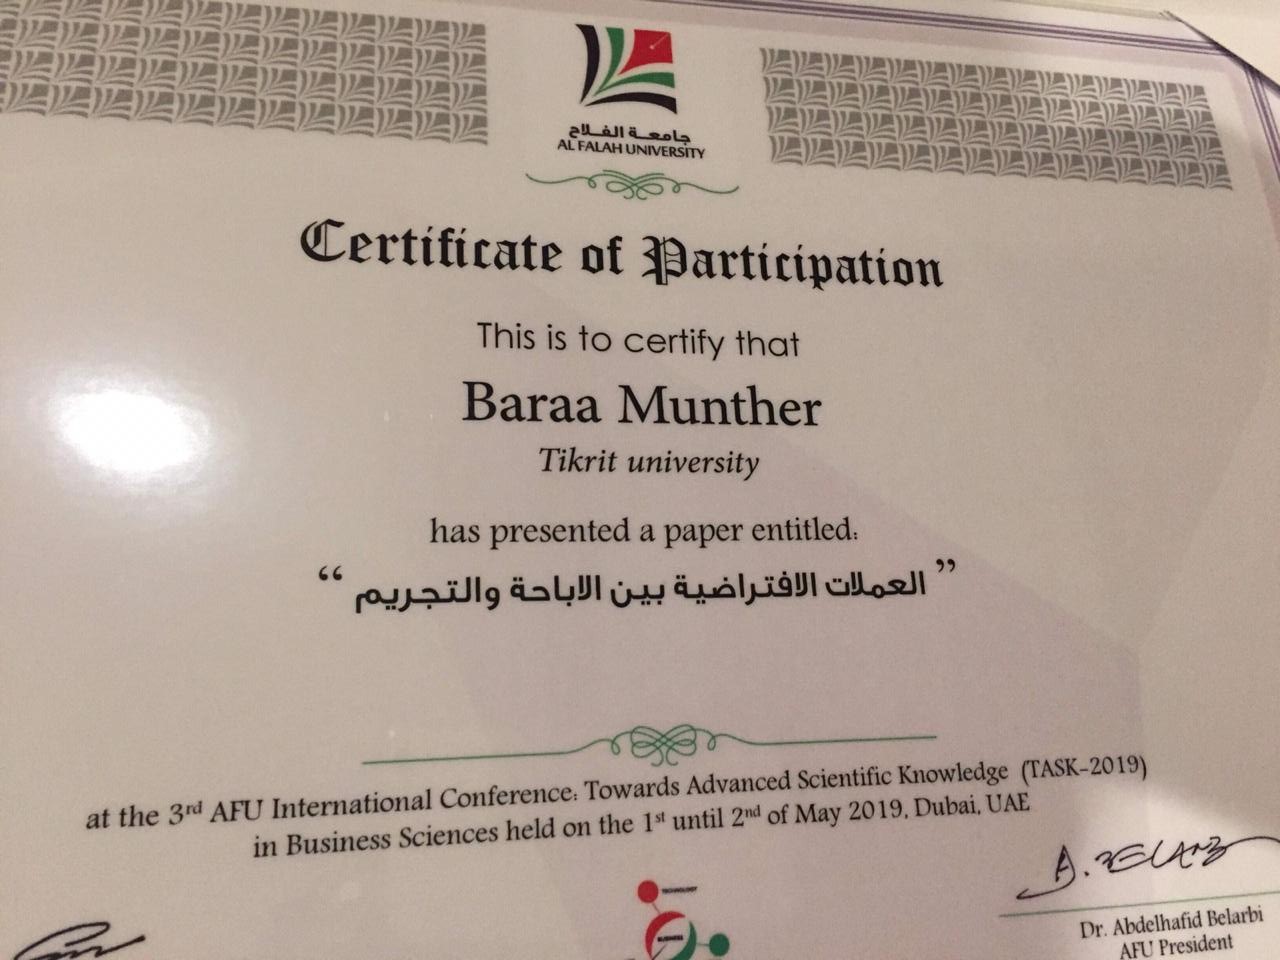 جامعة الفلاح
AL FALAH UNIVERSITY
Certificate of Participation
This is to certify that
Baraa Munther
Tikrit university
has presented a paper entitled:
“ العملات الافتراضية بين الاباحة والتجريم ”
at the 3rd AFU International Conference: Towards Advanced Scientific Knowledge (TASK-2019)
in Business Sciences held on the 1st until 2nd of May 2019, Dubai, UAE
A. BELARBI
TECHNOLOGY
BUSINESS
Dr. Abdelhafid Belarbi
AFU President